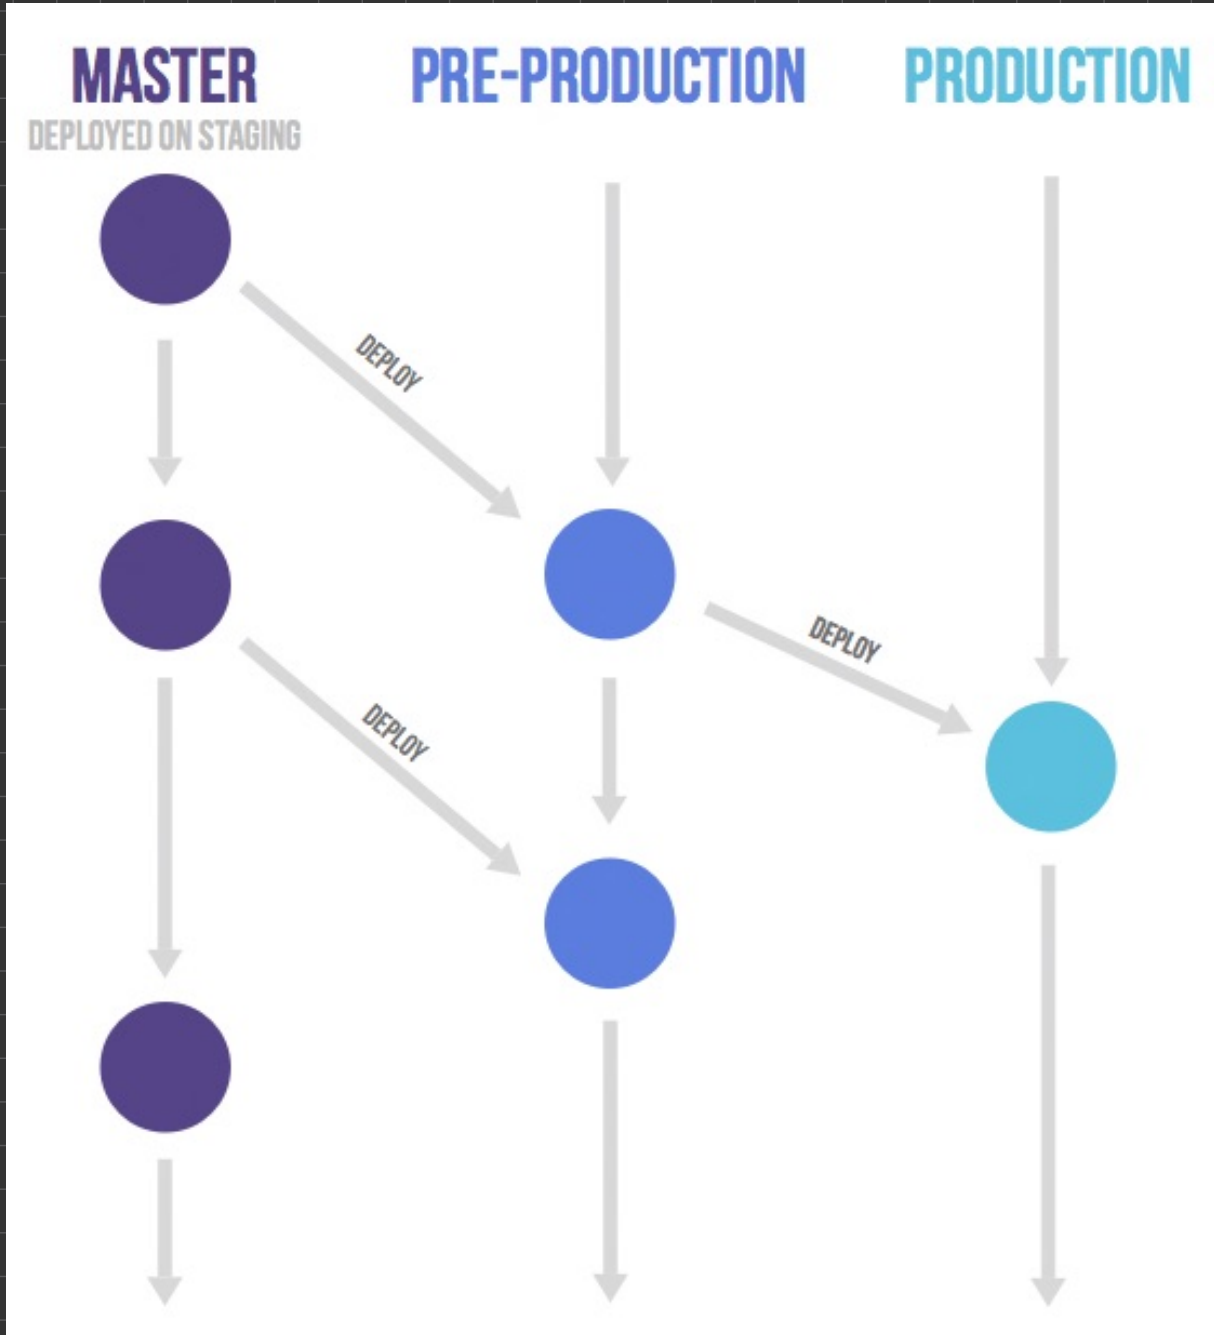 MASTER
PRE-PRODUCTION
PRODUCTION
DEPLOYED ON STAGING
DEPLOY
DEPLOY
DEPLOY